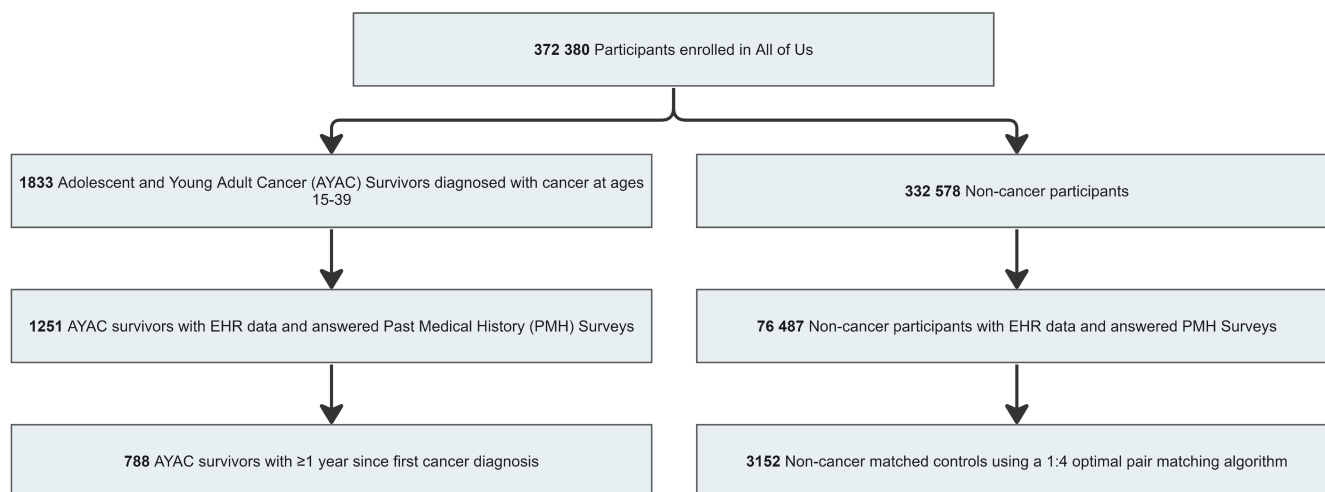 372 380 Participants enrolled in All of Us
1833 Adolescent and Young Adult Cancer (AYAC) Survivors diagnosed with cancer at ages
15-39
332 578 Non-cancer participants
1251 AYAC survivors with EHR data and answered Past Medical History (PMH) Surveys
76 487 Non-cancer participants with EHR data and answered PMH Surveys
788 AYAC survivors with ≥1 year since first cancer diagnosis
3152 Non-cancer matched controls using a 1:4 optimal pair matching algorithm